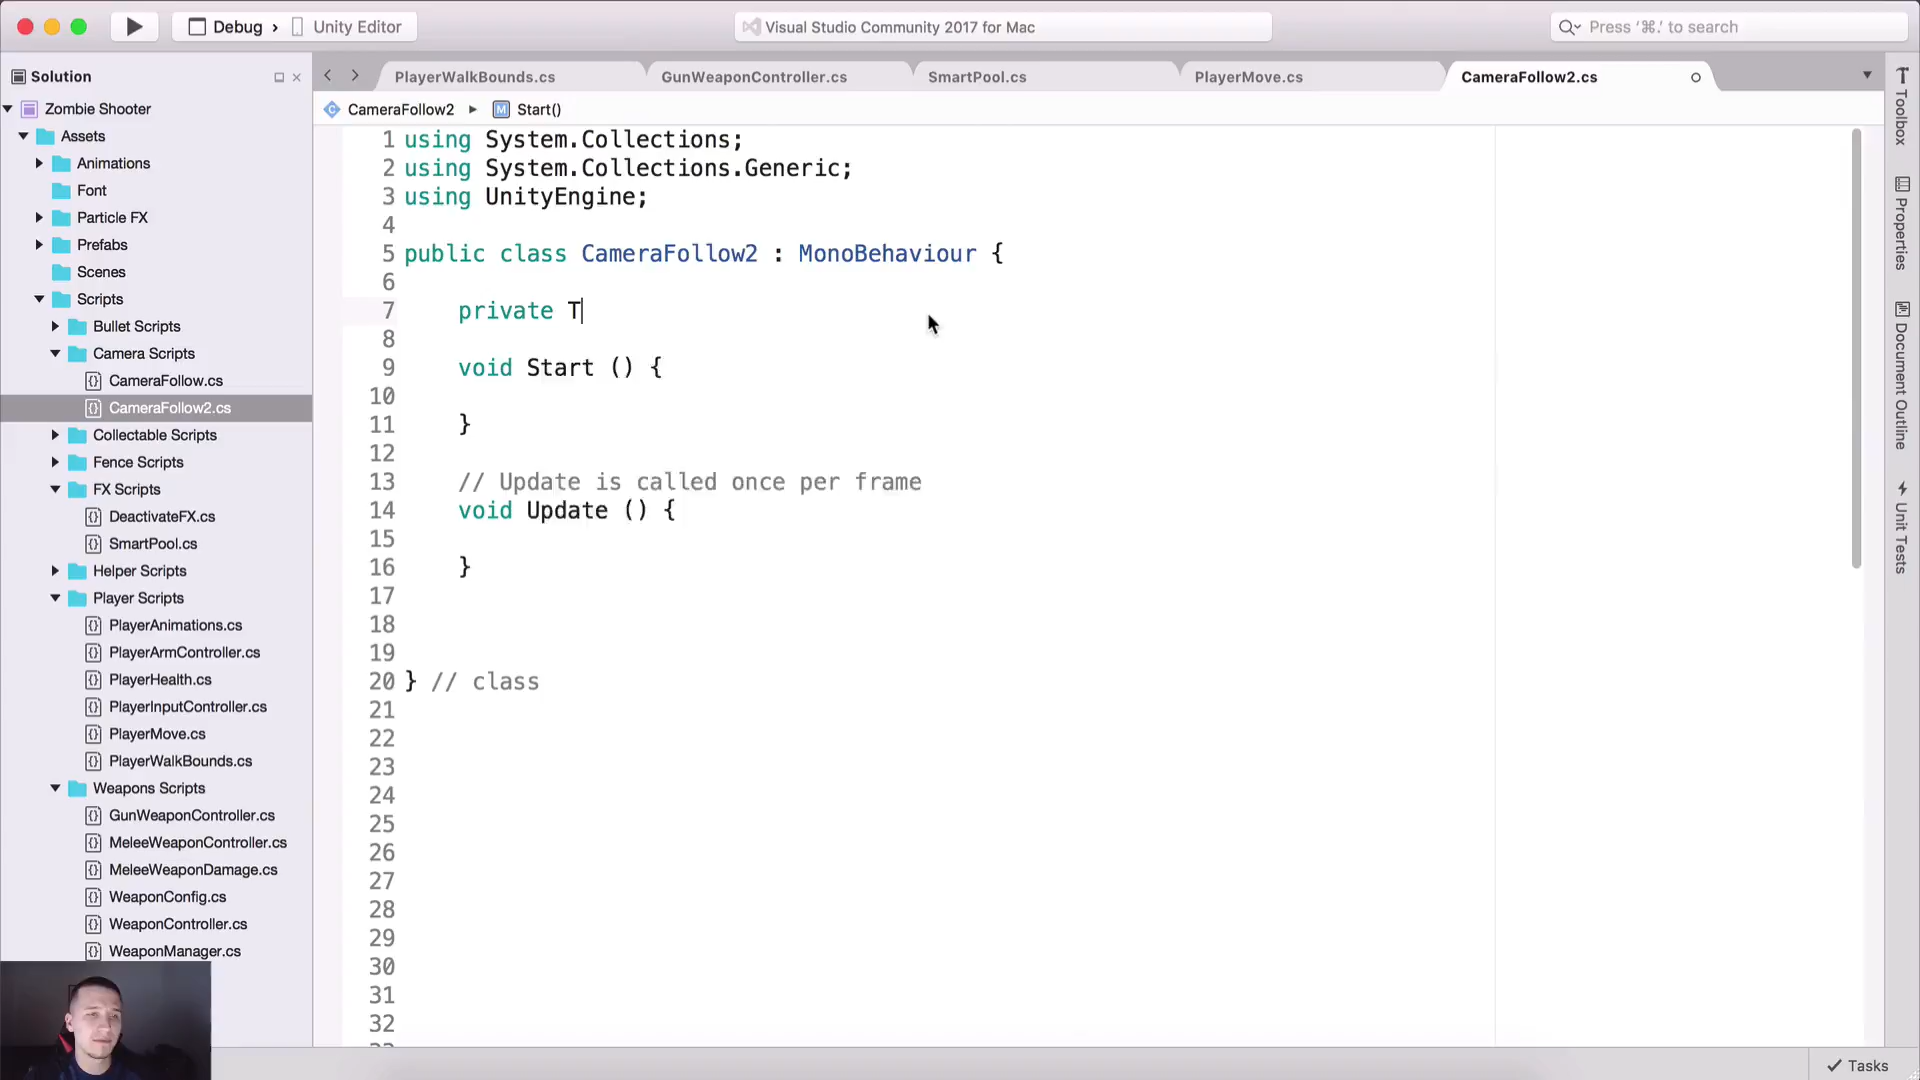 Debug › Unity Editor
Visual Studio Community 2017 for Mac
Press '⌘.' to search
Solution
PlayerWalkBounds.cs GunWeaponController.cs SmartPool.cs PlayerMove.cs CameraFollow2.cs
CameraFollow2 ▸ M Start()
Zombie Shooter
Assets
Animations
Font
Particle FX
Prefabs
Scenes
Scripts
Bullet Scripts
Camera Scripts
CameraFollow.cs
CameraFollow2.cs
Collectable Scripts
Fence Scripts
FX Scripts
DeactivateFX.cs
SmartPool.cs
Helper Scripts
Player Scripts
PlayerAnimations.cs
PlayerArmController.cs
PlayerHealth.cs
PlayerInputController.cs
PlayerMove.cs
PlayerWalkBounds.cs
Weapons Scripts
GunWeaponController.cs
MeleeWeaponController.cs
MeleeWeaponDamage.cs
WeaponConfig.cs
WeaponController.cs
WeaponManager.cs
1 using System.Collections;
2 using System.Collections.Generic;
3 using UnityEngine;
4
5 public class CameraFollow2 : MonoBehaviour {
6
7 private T
8
9 void Start () {
10
11 }
12
13 // Update is called once per frame
14 void Update () {
15
16 }
17
18
19
20 } // class
21
22
23
24
25
26
27
28
29
30
31
32
Toolbox
Properties
Document Outline
Unit Tests
✓ Tasks